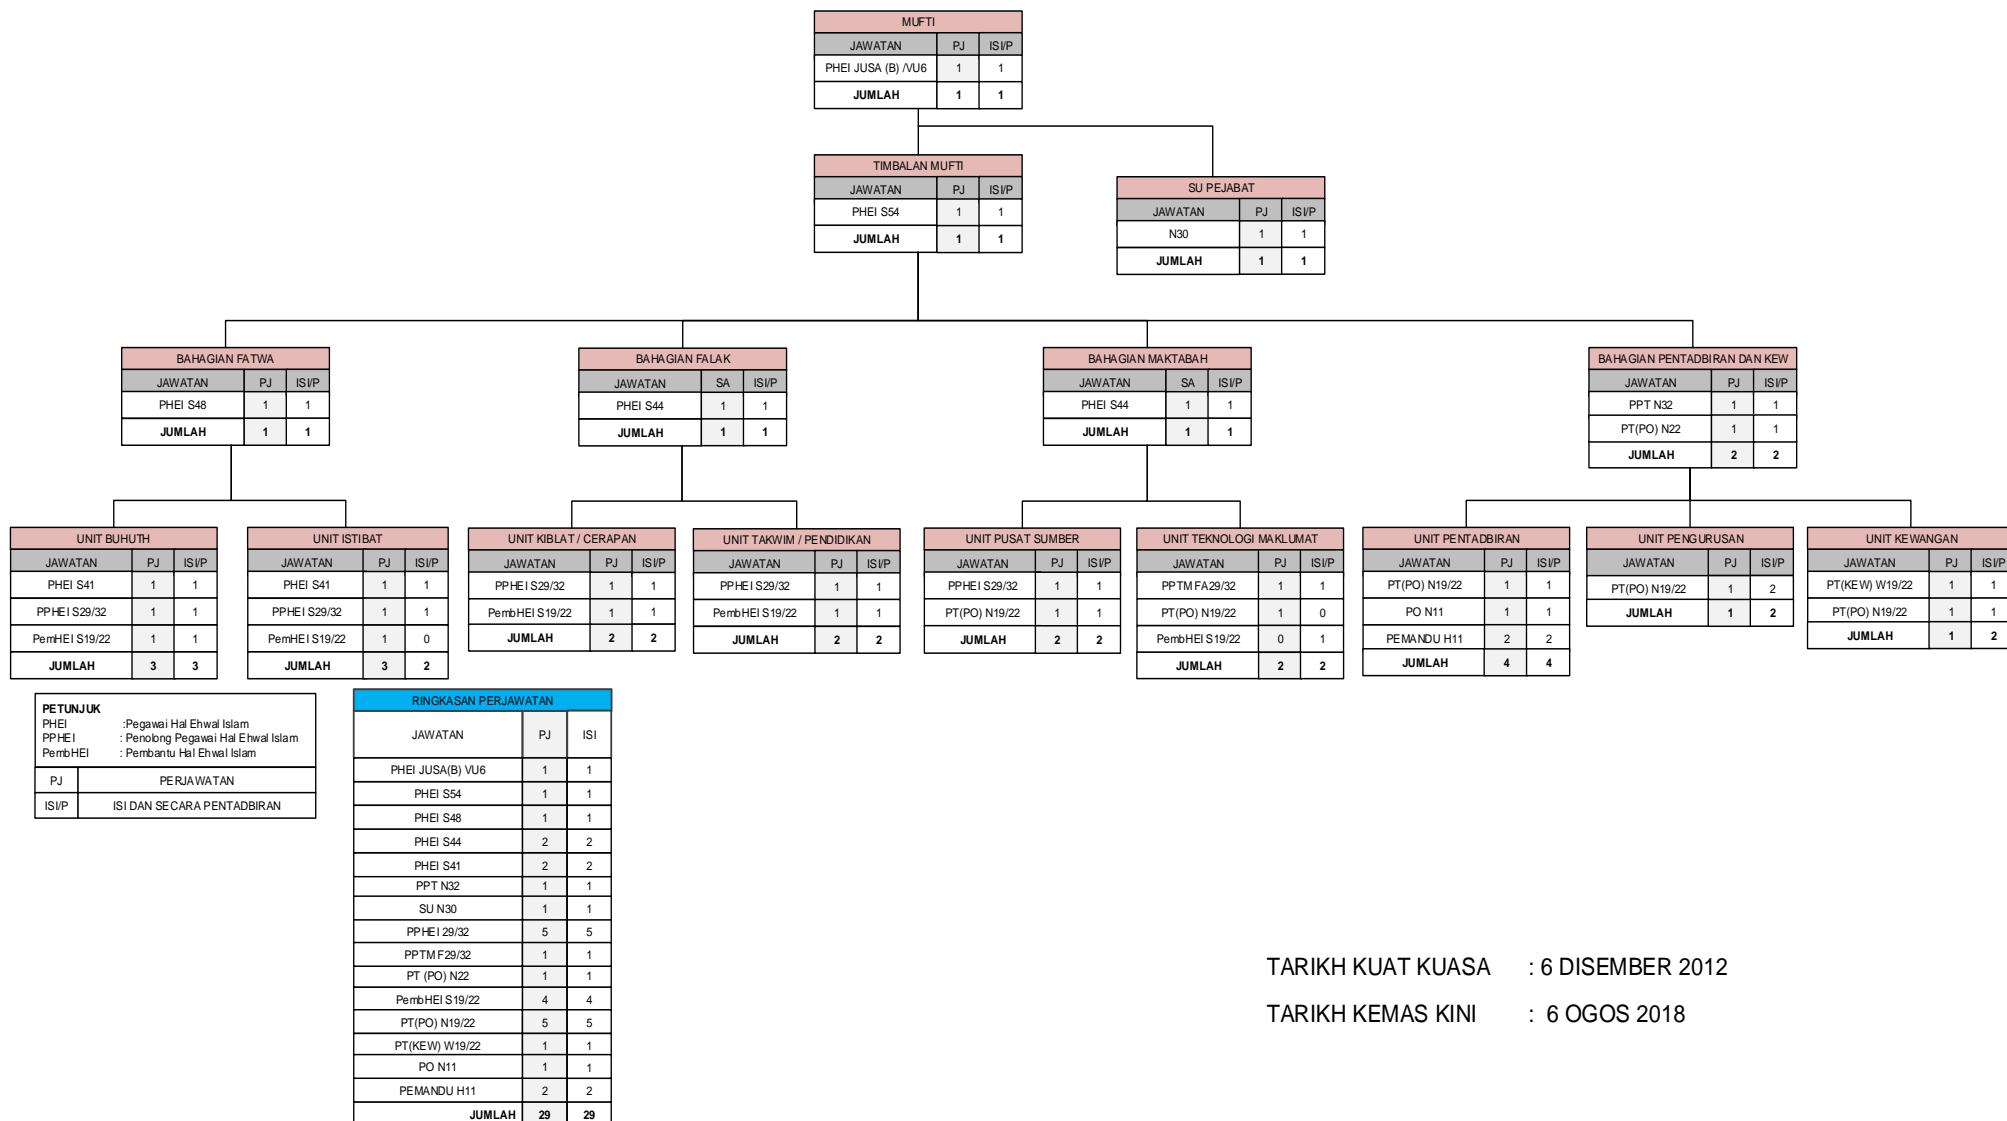 MUFTI
JAWATAN PJ ISI/P
PHEI JUSA (B) /VU6 1 1
JUMLAH 1 1
TIMBALAN MUFTI
JAWATAN PJ ISI/P
PHEI S54 1 1
JUMLAH 1 1
SU PEJABAT
JAWATAN PJ ISI/P
N30 1 1
JUMLAH 1 1
BAHAGIAN FATWA
JAWATAN PJ ISI/P
PHEI S48 1 1
JUMLAH 1 1
BAHAGIAN FALAK
JAWATAN SA ISI/P
PHEI S44 1 1
JUMLAH 1 1
BAHAGIAN MAKTABAH
JAWATAN SA ISI/P
PHEI S44 1 1
JUMLAH 1 1
BAHAGIAN PENTADBIRAN DAN KEW
JAWATAN PJ ISI/P
PPT N32 1 1
PT(PO) N22 1 1
JUMLAH 2 2
UNIT BUHUTH
JAWATAN PJ ISI/P
PHEI S41 1 1
PPHEI S29/32 1 1
PemHEI S19/22 1 1
JUMLAH 3 3
UNIT ISTIBAT
JAWATAN PJ ISI/P
PHEI S41 1 1
PPHEI S29/32 1 1
PemHEI S19/22 1 0
JUMLAH 3 2
UNIT KIBLAT / CERAPAN
JAWATAN PJ ISI/P
PPHEI S29/32 1 1
PembHEI S19/22 1 1
JUMLAH 2 2
UNIT TAKWIM / PENDIDIKAN
JAWATAN PJ ISI/P
PPHEI S29/32 1 1
PembHEI S19/22 1 1
JUMLAH 2 2
UNIT PUSAT SUMBER
JAWATAN PJ ISI/P
PPHEI S29/32 1 1
PT(PO) N19/22 1 1
JUMLAH 2 2
UNIT TEKNOLOGI MAKLUMAT
JAWATAN PJ ISI/P
PPTM FA29/32 1 1
PT(PO) N19/22 1 0
PembHEI S19/22 0 1
JUMLAH 2 2
UNIT PENTADBIRAN
JAWATAN PJ ISI/P
PT(PO) N19/22 1 1
PO N11 1 1
PEMANDU H11 2 2
JUMLAH 4 4
UNIT PENGURUSAN
JAWATAN PJ ISI/P
PT(PO) N19/22 1 2
JUMLAH 1 2
UNIT KEWANGAN
JAWATAN PJ ISI/P
PT(KEW) W19/22 1 1
PT(PO) N19/22 1 1
JUMLAH 1 2
PETUNJUK
PHEI :Pegawai Hal Ehwal Islam
PPHEI : Penolong Pegawai Hal Ehwal Islam
PembHEI : Pembantu Hal Ehwal Islam
PJ PERJAWATAN
ISI/P ISI DAN SECARA PENTADBIRAN
RINGKASAN PERJAWATAN
JAWATAN PJ ISI
PHEI JUSA(B) VU6 1 1
PHEI S54 1 1
PHEI S48 1 1
PHEI S44 2 2
PHEI S41 2 2
PPT N32 1 1
SU N30 1 1
PPHEI 29/32 5 5
PPTM F29/32 1 1
PT (PO) N22 1 1
PembHEI S19/22 4 4
PT(PO) N19/22 5 5
PT(KEW) W19/22 1 1
PO N11 1 1
PEMANDU H11 2 2
JUMLAH 29 29
TARIKH KUAT KUASA : 6 DISEMBER 2012
TARIKH KEMAS KINI : 6 OGOS 2018